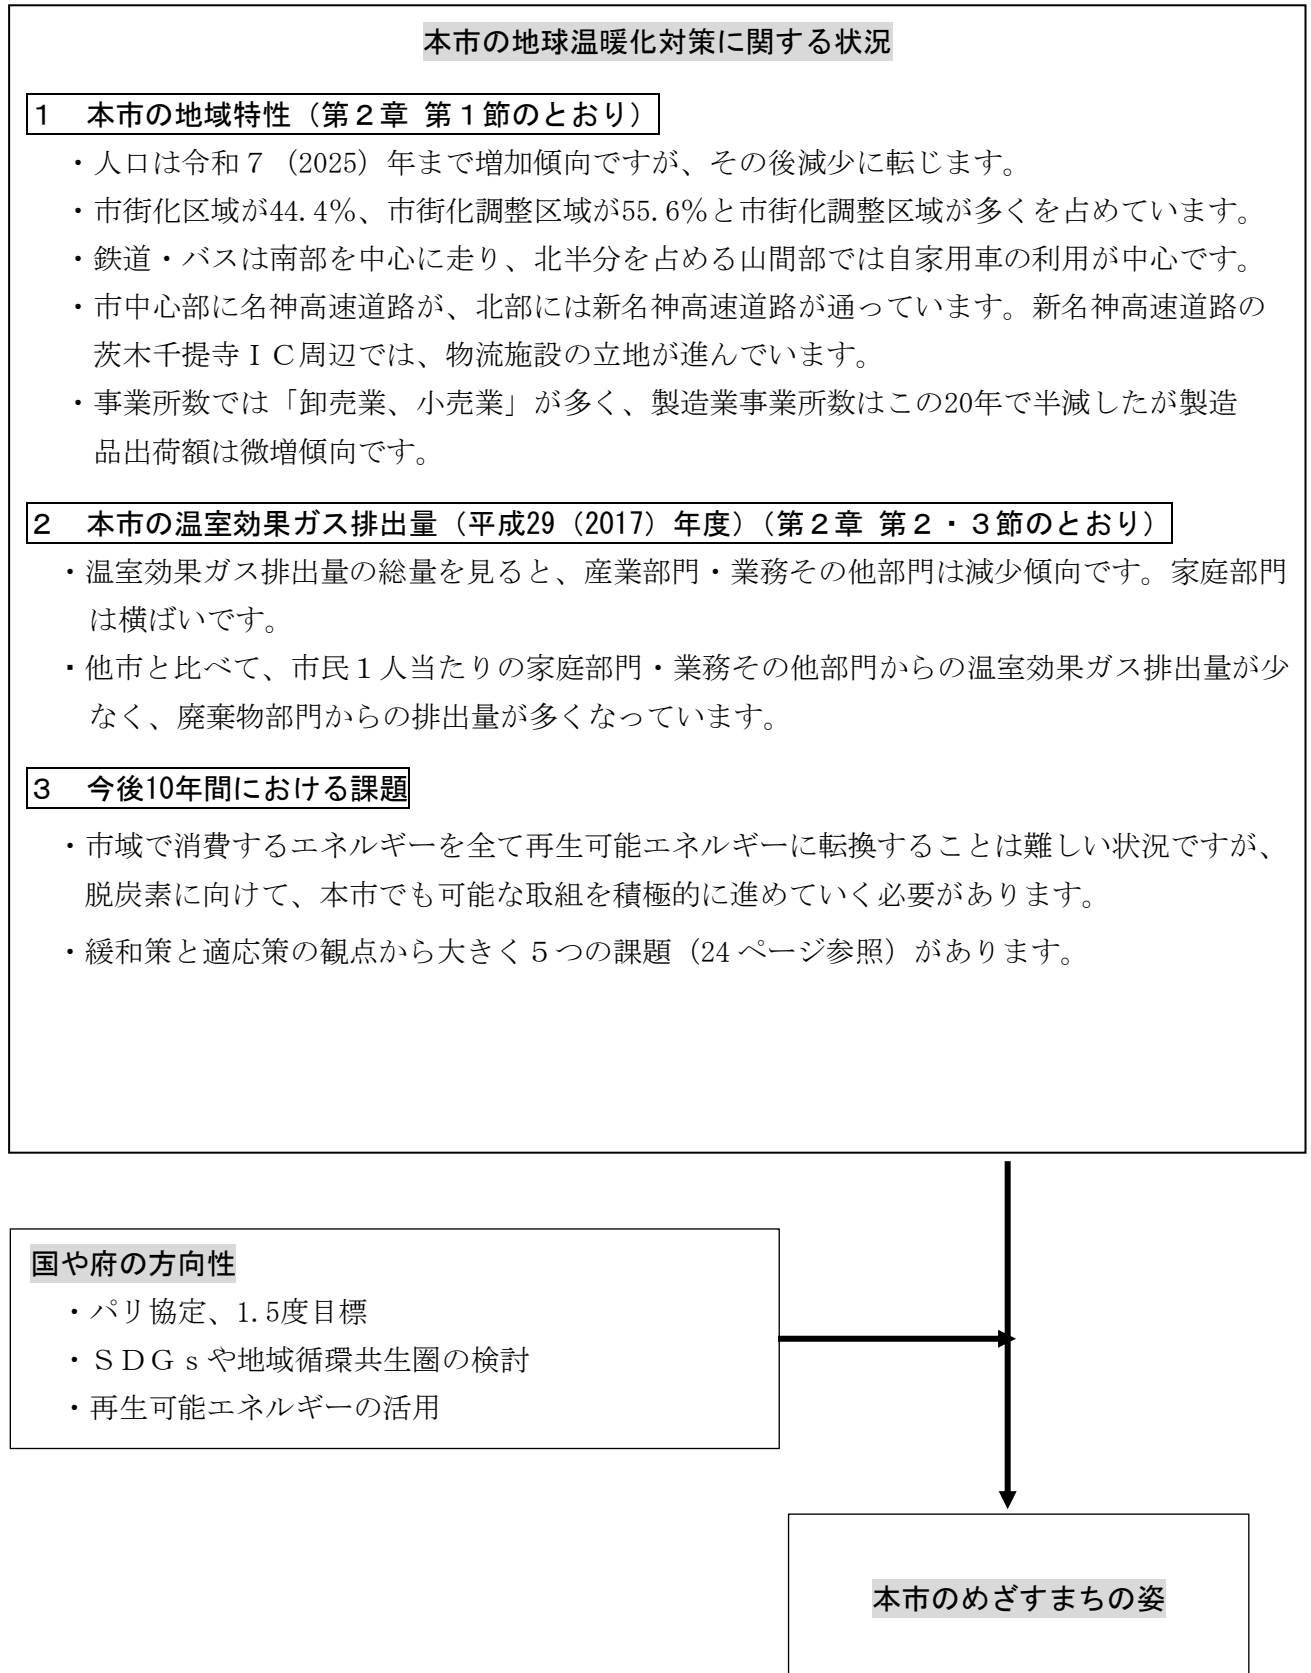 本市の地球温暖化対策に関する状況
１　本市の地域特性（第２章 第１節のとおり）
・人口は令和７（2025）年まで増加傾向ですが、その後減少に転じます。
・市街化区域が44.4％、市街化調整区域が55.6％と市街化調整区域が多くを占めています。
・鉄道・バスは南部を中心に走り、北半分を占める山間部では自家用車の利用が中心です。
・市中心部に名神高速道路が、北部には新名神高速道路が通っています。新名神高速道路の
茨木千提寺ＩＣ周辺では、物流施設の立地が進んでいます。
・事業所数では「卸売業、小売業」が多く、製造業事業所数はこの20年で半減したが製造
品出荷額は微増傾向です。
２　本市の温室効果ガス排出量（平成29（2017）年度）（第２章 第２・３節のとおり）
・温室効果ガス排出量の総量を見ると、産業部門・業務その他部門は減少傾向です。家庭部門
は横ばいです。
・他市と比べて、市民１人当たりの家庭部門・業務その他部門からの温室効果ガス排出量が少
なく、廃棄物部門からの排出量が多くなっています。
３　今後10年間における課題
・市域で消費するエネルギーを全て再生可能エネルギーに転換することは難しい状況ですが、
脱炭素に向けて、本市でも可能な取組を積極的に進めていく必要があります。
・緩和策と適応策の観点から大きく５つの課題（24 ページ参照）があります。
国や府の方向性
・パリ協定、1.5度目標
・ＳＤＧｓや地域循環共生圏の検討
・再生可能エネルギーの活用
本市のめざすまちの姿